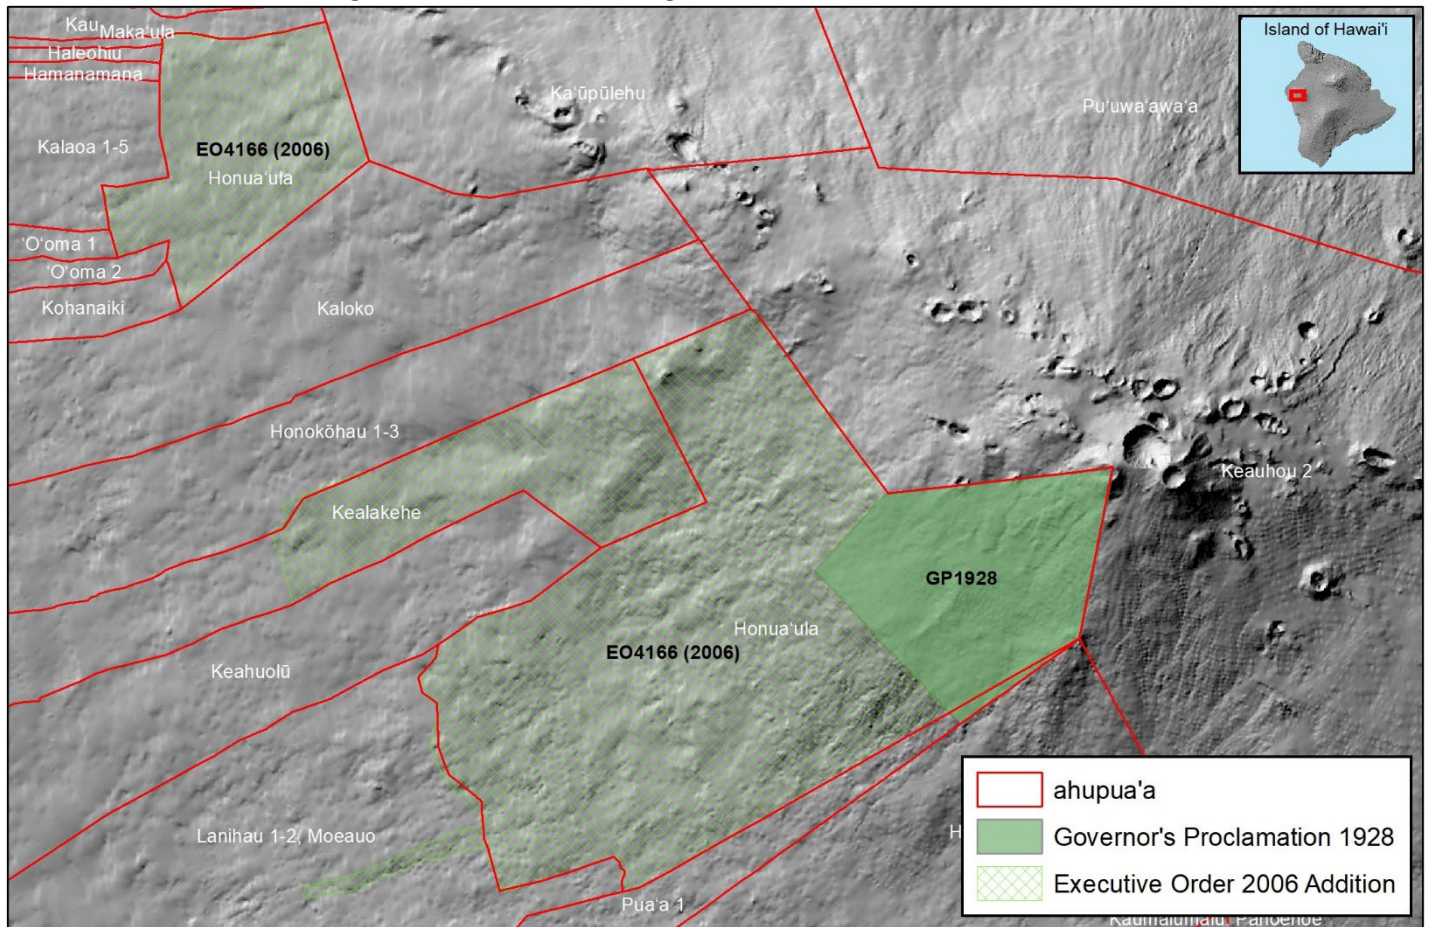 Island of Hawai'i
Kau
Maka'ula
Haleohiu
Hamanamana
Ka'ūpūlehu
Pu'uwa'awa'a
Kalaoa 1-5
EO4166 (2006)
Honua'ula
'O'oma 1
'O'oma 2
Kohanaiki
Kaloko
Honokōhau 1-3
Keauhou 2
Kealakehe
GP1928
Honua'ula
EO4166 (2006)
Keahuolū
Lanihau 1-2, Moeauo
Pua'a 1
H
ahupua'a
Governor's Proclamation 1928
Executive Order 2006 Addition